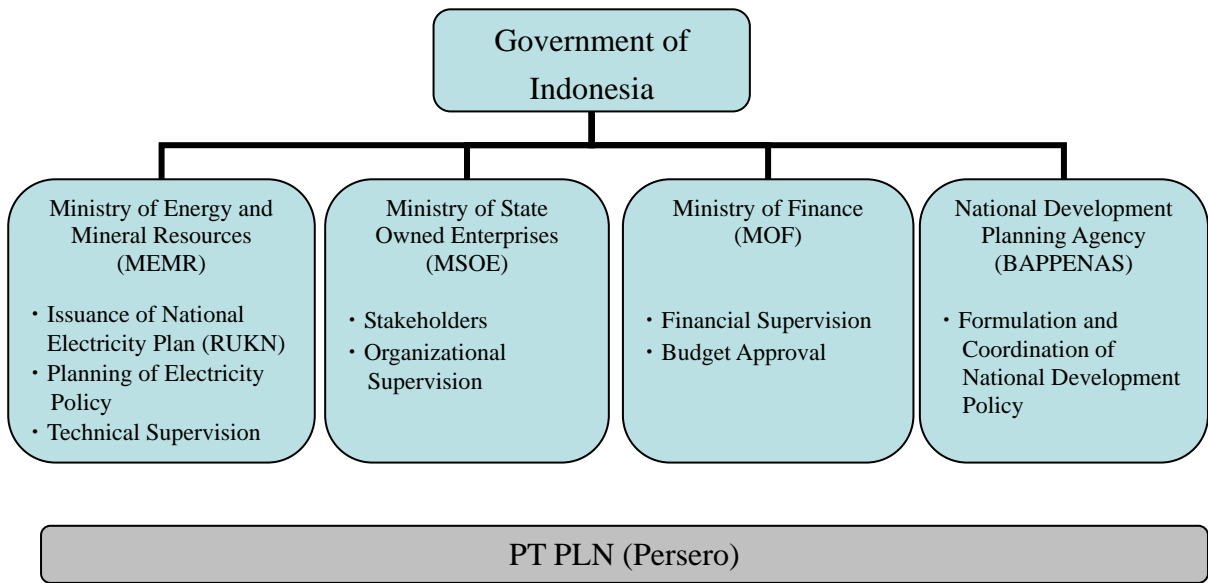 Government of
Indonesia
Ministry of Energy and
Mineral Resources
(MEMR)
・Issuance of National
Electricity Plan (RUKN)
・Planning of Electricity
Policy
・Technical Supervision
Ministry of State
Owned Enterprises
(MSOE)
・Stakeholders
・Organizational
Supervision
Ministry of Finance
(MOF)
・Financial Supervision
・Budget Approval
National Development
Planning Agency
(BAPPENAS)
・Formulation and
Coordination of
National Development
Policy
PT PLN (Persero)